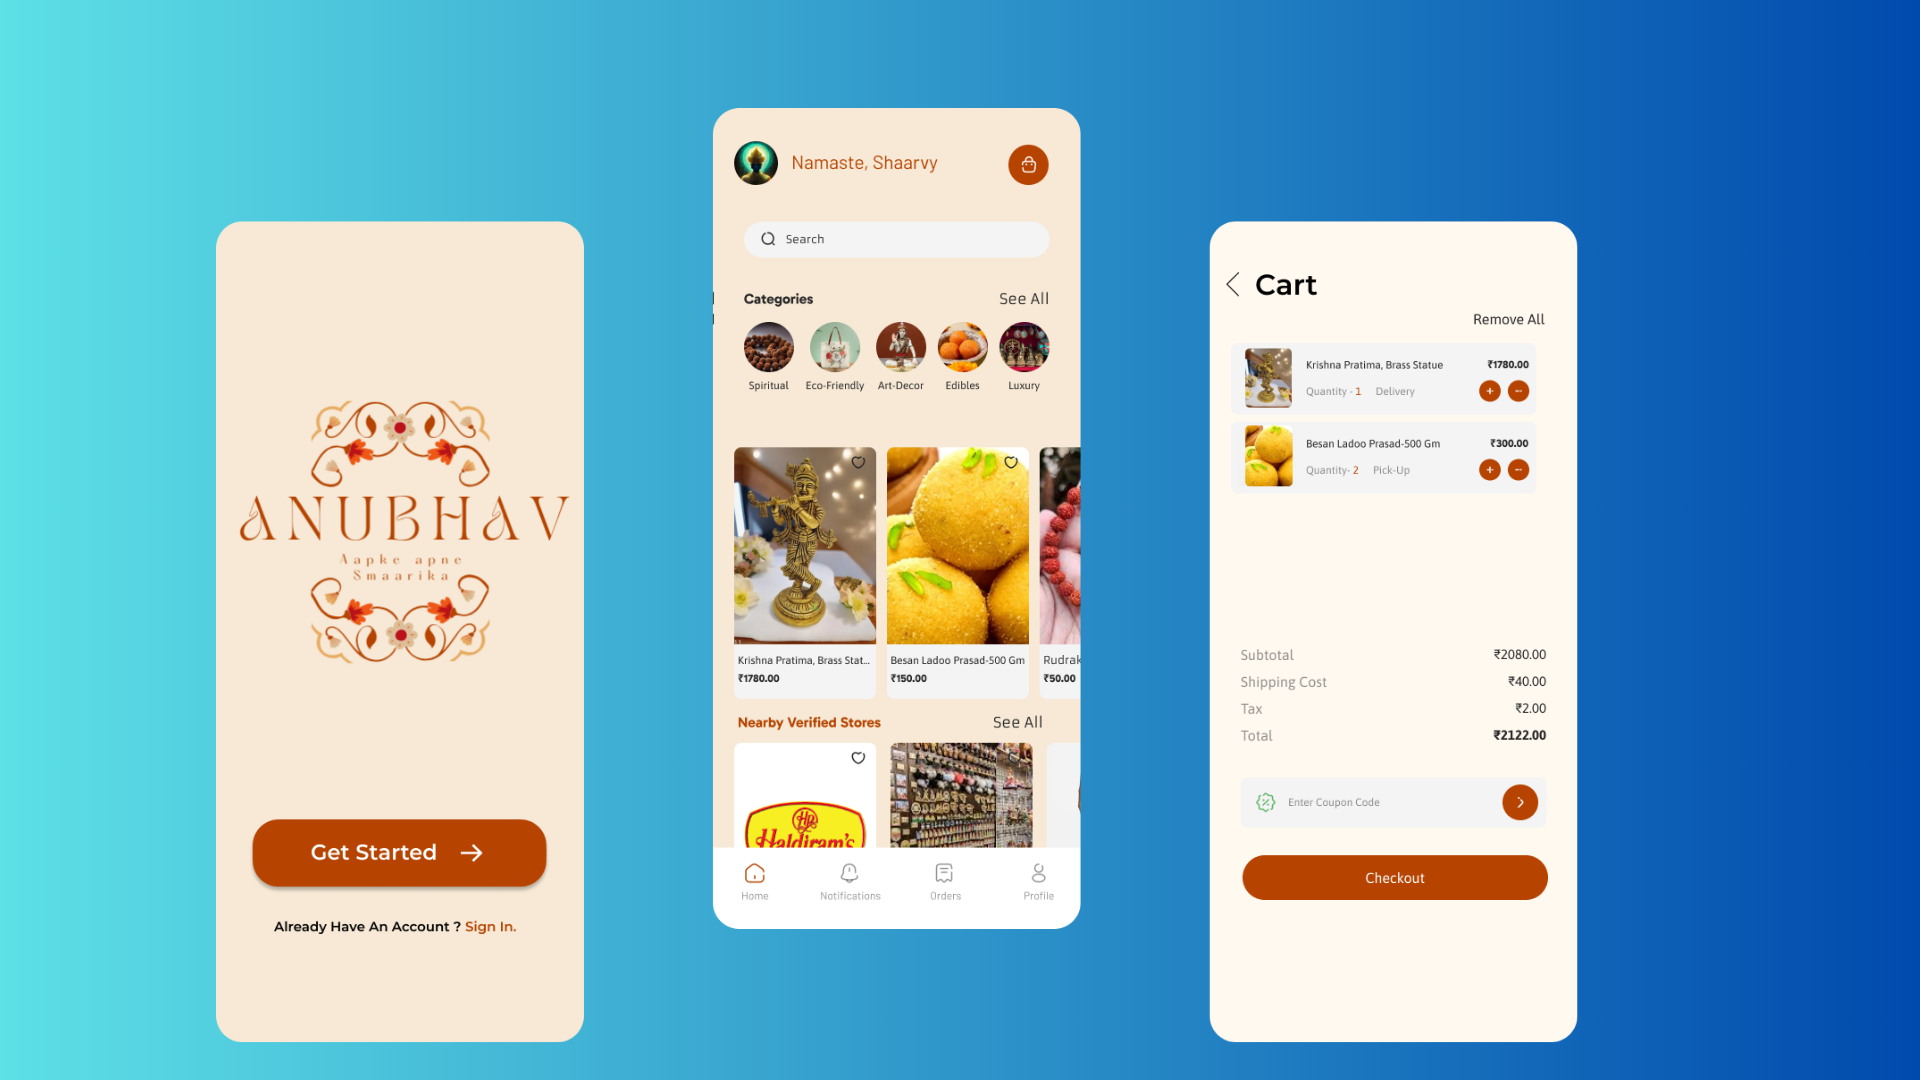 ANUBHAV
Aapke apne
Smaarika
Get Started
Already Have An Account ? Sign In.
Namaste, Shaarvy
Search
Categories
See All
Spiritual
Eco-Friendly
Art-Decor
Edibles
Luxury
Krishna Pratima, Brass Stat...
₹1780.00
Besan Ladoo Prasad-500 Gm
₹150.00
Rudrak
₹50.00
Nearby Verified Stores
See All
HR
Haldiram's
Home
Notifications
Orders
Profile
Cart
Remove All
Krishna Pratima, Brass Statue
₹1780.00
Quantity - 1
Delivery
Besan Ladoo Prasad-500 Gm
₹300.00
Quantity- 2
Pick-Up
Subtotal
₹2080.00
Shipping Cost
₹40.00
Tax
₹2.00
Total
₹2122.00
Enter Coupon Code
Checkout